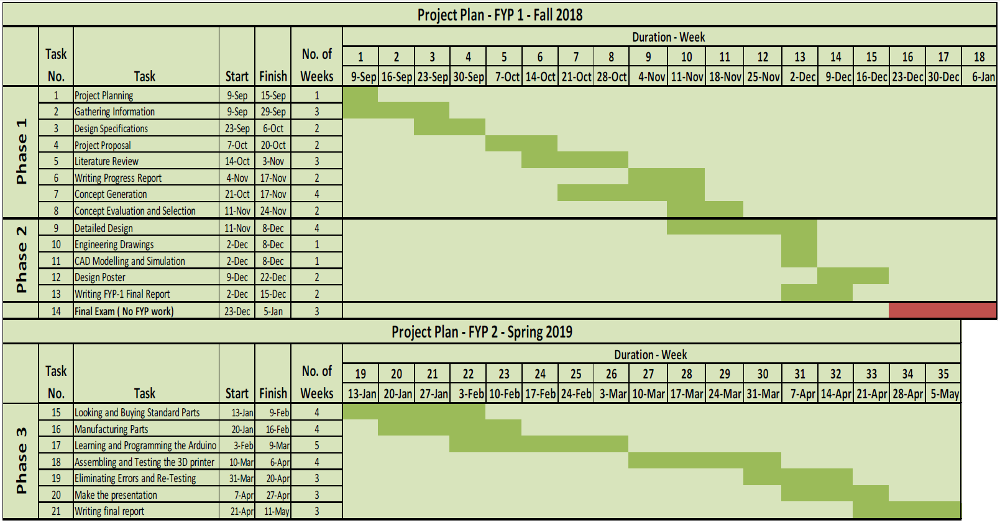 Project Plan - FYP 1 - Fall 2018
Duration - Week
Task No. Task Start Finish No. of Weeks 1 2 3 4 5 6 7 8 9 10 11 12 13 14 15 16 17 18
9-Sep 16-Sep 23-Sep 30-Sep 7-Oct 14-Oct 21-Oct 28-Oct 4-Nov 11-Nov 18-Nov 25-Nov 2-Dec 9-Dec 16-Dec 23-Dec 30-Dec 6-Jan
Phase 1
1 Project Planning 9-Sep 15-Sep 1
2 Gathering Information 9-Sep 29-Sep 3
3 Design Specifications 23-Sep 6-Oct 2
4 Project Proposal 7-Oct 20-Oct 2
5 Literature Review 14-Oct 3-Nov 3
6 Writing Progress Report 4-Nov 17-Nov 2
7 Concept Generation 21-Oct 17-Nov 4
8 Concept Evaluation and Selection 11-Nov 24-Nov 2
Phase 2
9 Detailed Design 11-Nov 8-Dec 4
10 Engineering Drawings 2-Dec 8-Dec 1
11 CAD Modelling and Simulation 2-Dec 8-Dec 1
12 Design Poster 9-Dec 22-Dec 2
13 Writing FYP-1 Final Report 2-Dec 15-Dec 2
14 Final Exam ( No FYP work) 23-Dec 5-Jan 3
Project Plan - FYP 2 - Spring 2019
Duration - Week
Task No. Task Start Finish No. of Weeks 19 20 21 22 23 24 25 26 27 28 29 30 31 32 33 34 35
13-Jan 20-Jan 27-Jan 3-Feb 10-Feb 17-Feb 24-Feb 3-Mar 10-Mar 17-Mar 24-Mar 31-Mar 7-Apr 14-Apr 21-Apr 28-Apr 5-May
Phase 3
15 Looking and Buying Standard Parts 13-Jan 9-Feb 4
16 Manufacturing Parts 20-Jan 16-Feb 4
17 Learning and Programming the Arduino 3-Feb 9-Mar 5
18 Assembling and Testing the 3D printer 10-Mar 6-Apr 4
19 Eliminating Errors and Re-Testing 31-Mar 20-Apr 3
20 Make the presentation 7-Apr 27-Apr 3
21 Writing final report 21-Apr 11-May 3